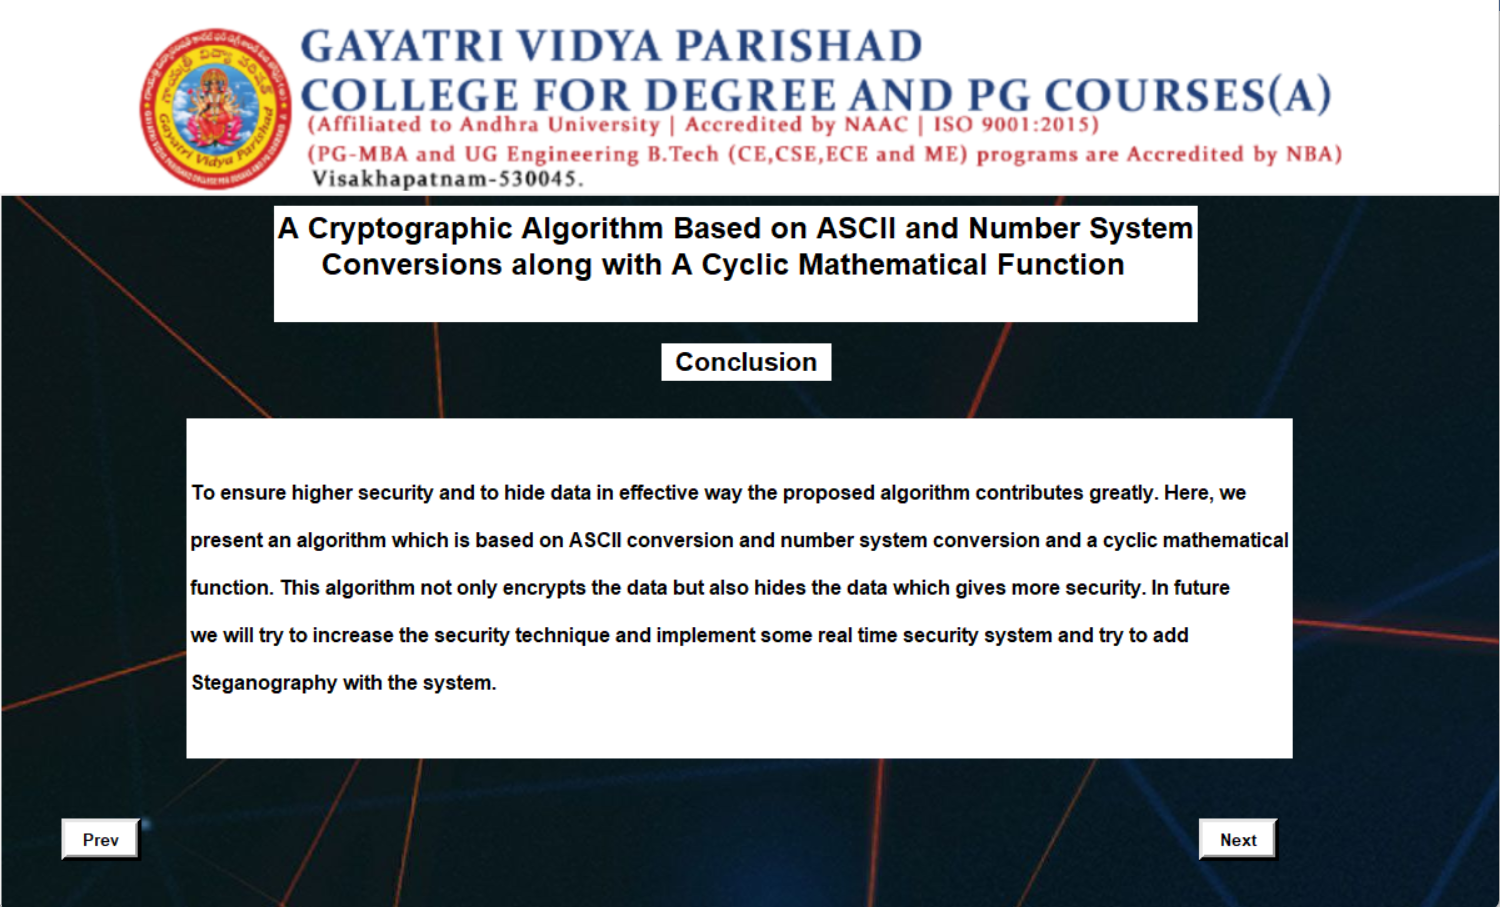 GAYATRI VIDYA PARISHAD
COLLEGE FOR DEGREE AND PG COURSES(A)
(Affiliated to Andhra University | Accredited by NAAC | ISO 9001:2015)
(PG-MBA and UG Engineering B.Tech (CE,CSE,ECE and ME) programs are Accredited by NBA)
Visakhapatnam-530045.
Gayatri Vidya Parishad
A Cryptographic Algorithm Based on ASCII and Number System
Conversions along with A Cyclic Mathematical Function
Conclusion
To ensure higher security and to hide data in effective way the proposed algorithm contributes greatly. Here, we
present an algorithm which is based on ASCII conversion and number system conversion and a cyclic mathematical
function. This algorithm not only encrypts the data but also hides the data which gives more security. In future
we will try to increase the security technique and implement some real time security system and try to add
Steganography with the system.
Prev
Next